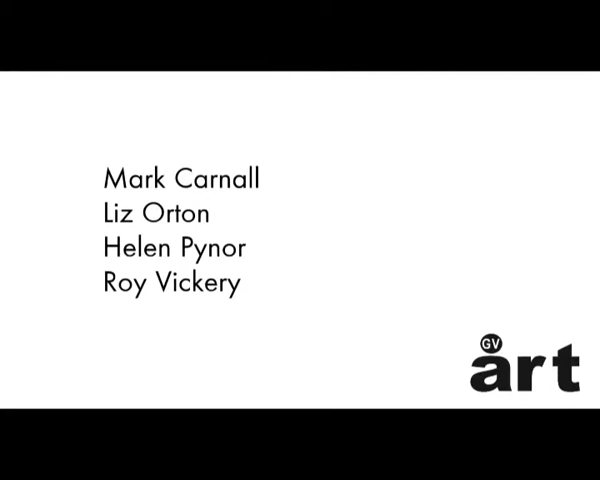 Mark Carnall
Liz Orton
Helen Pynor
Roy Vickery
GV
art